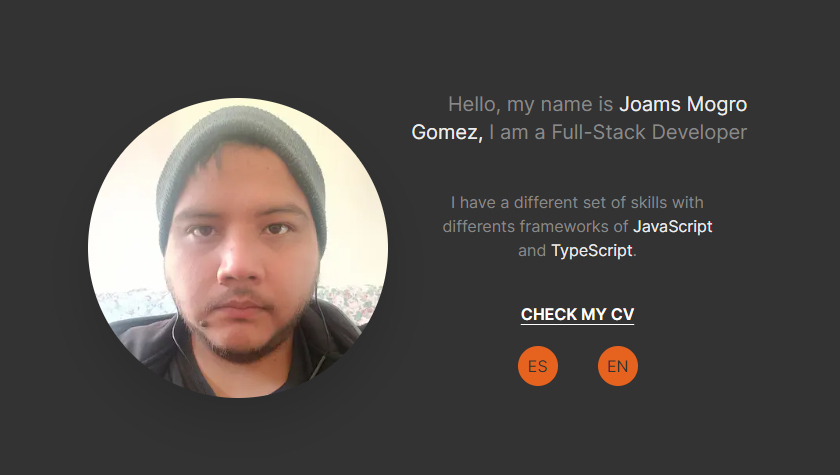 Hello, my name is Joams Mogro
Gomez, I am a Full-Stack Developer
I have a different set of skills with
differents frameworks of JavaScript
and TypeScript.
CHECK MY CV
ES EN